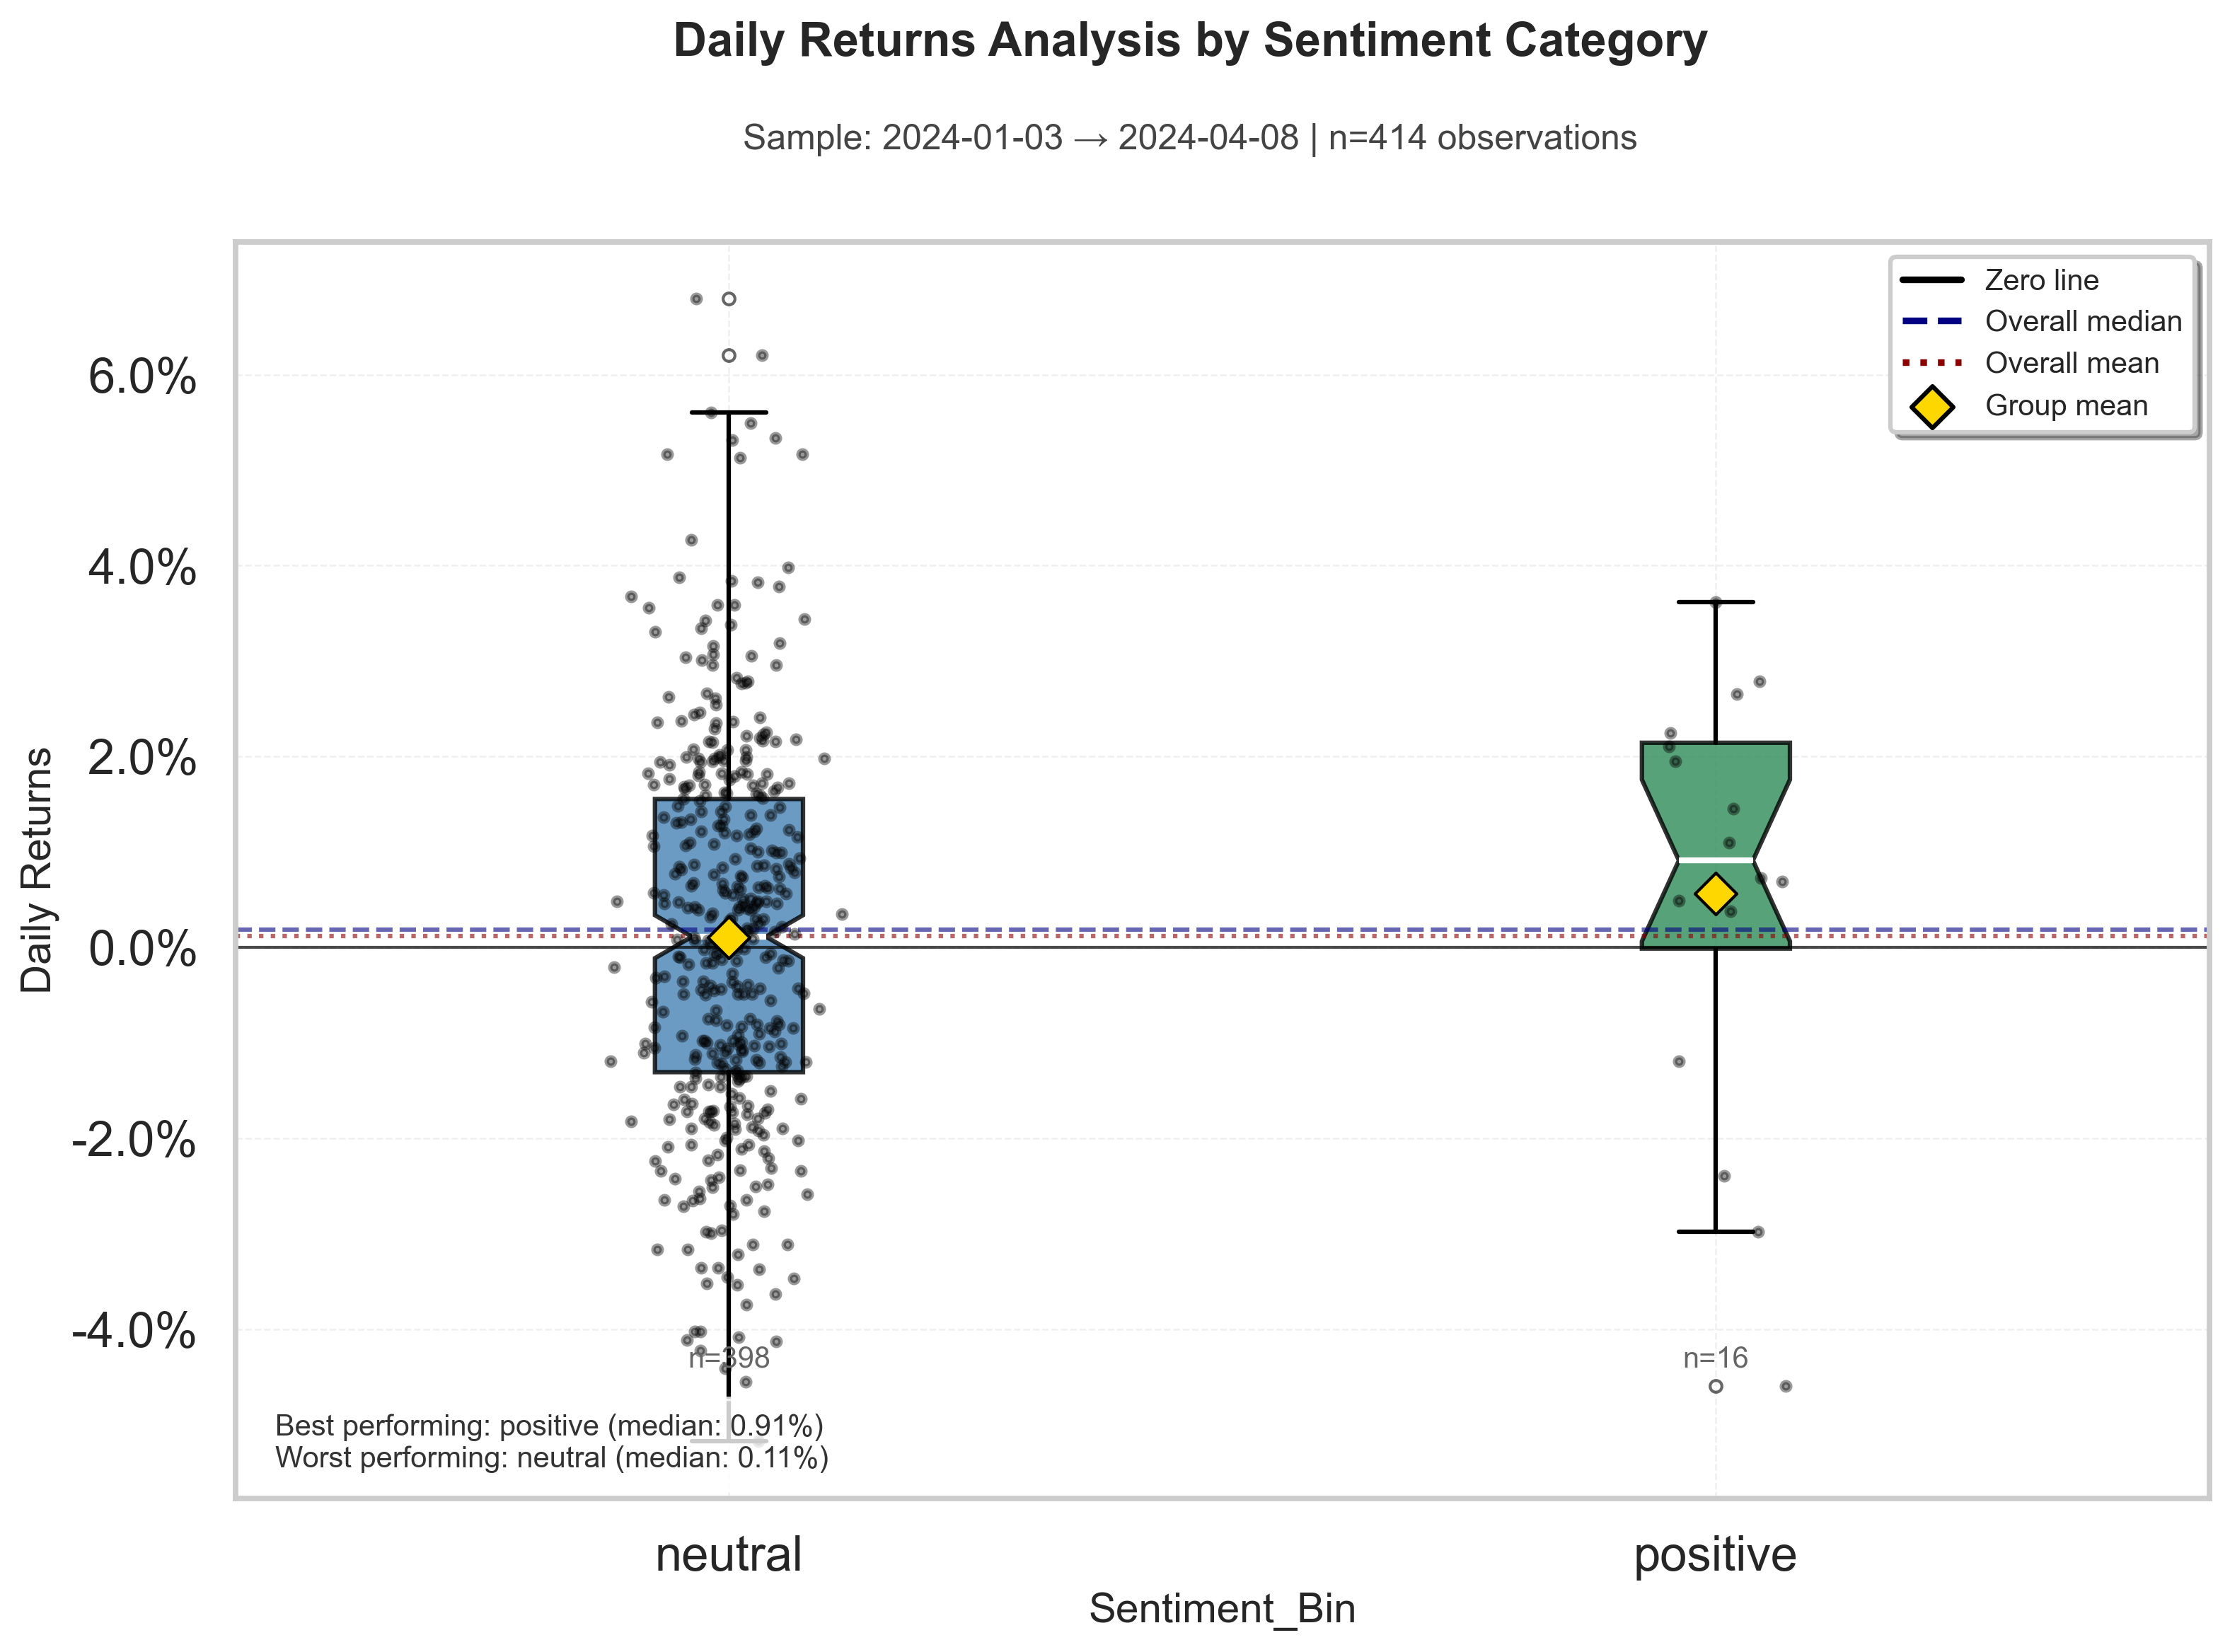 Daily Returns Analysis by Sentiment Category
Sample: 2024-01-03 → 2024-04-08 | n=414 observations
Zero line
Overall median
Overall mean
Group mean
6.0%
4.0%
2.0%
0.0%
-2.0%
-4.0%
Daily Returns
n=398
n=16
Best performing: positive (median: 0.91%)
Worst performing: neutral (median: 0.11%)
neutral
positive
Sentiment_Bin